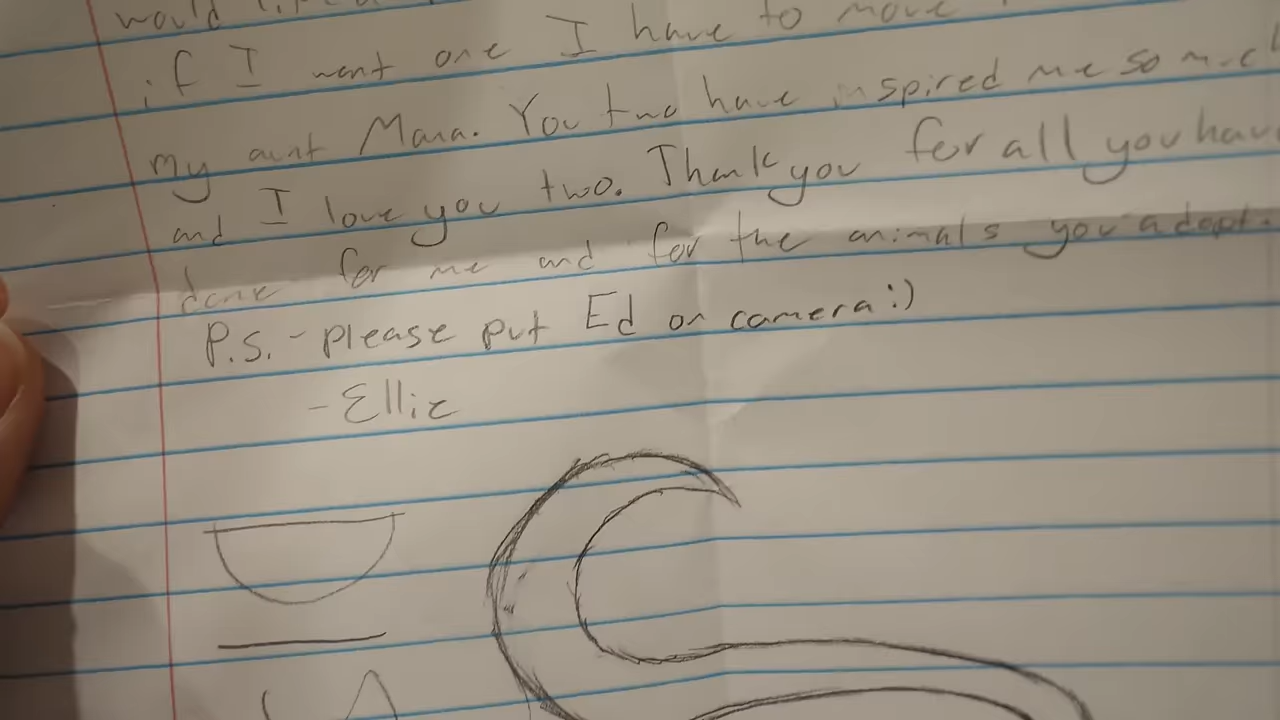 would
if I want one I have to move
my aunt Mana. You two have inspired me so much
and I love you two. Thank you for all you have
done for me and for the animals you adopt.
P.S. - please put Ed on camera :)
- Ellie